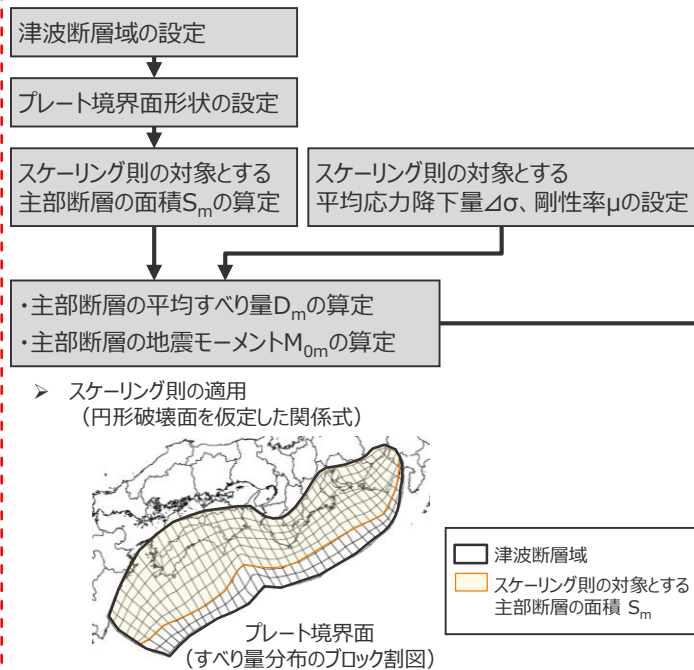 津波断層域の設定
プレート境界面形状の設定
スケーリング則の対象とする
主部断層の面積Smの算定
スケーリング則の対象とする
平均応力降下量⊿σ、剛性率μの設定
・主部断層の平均すべり量Dmの算定
・主部断層の地震モーメントM0mの算定
➢ スケーリング則の適用
（円形破壊面を仮定した関係式）
津波断層域
スケーリング則の対象とする
主部断層の面積 Sm
プレート境界面
（すべり量分布のブロック割図）